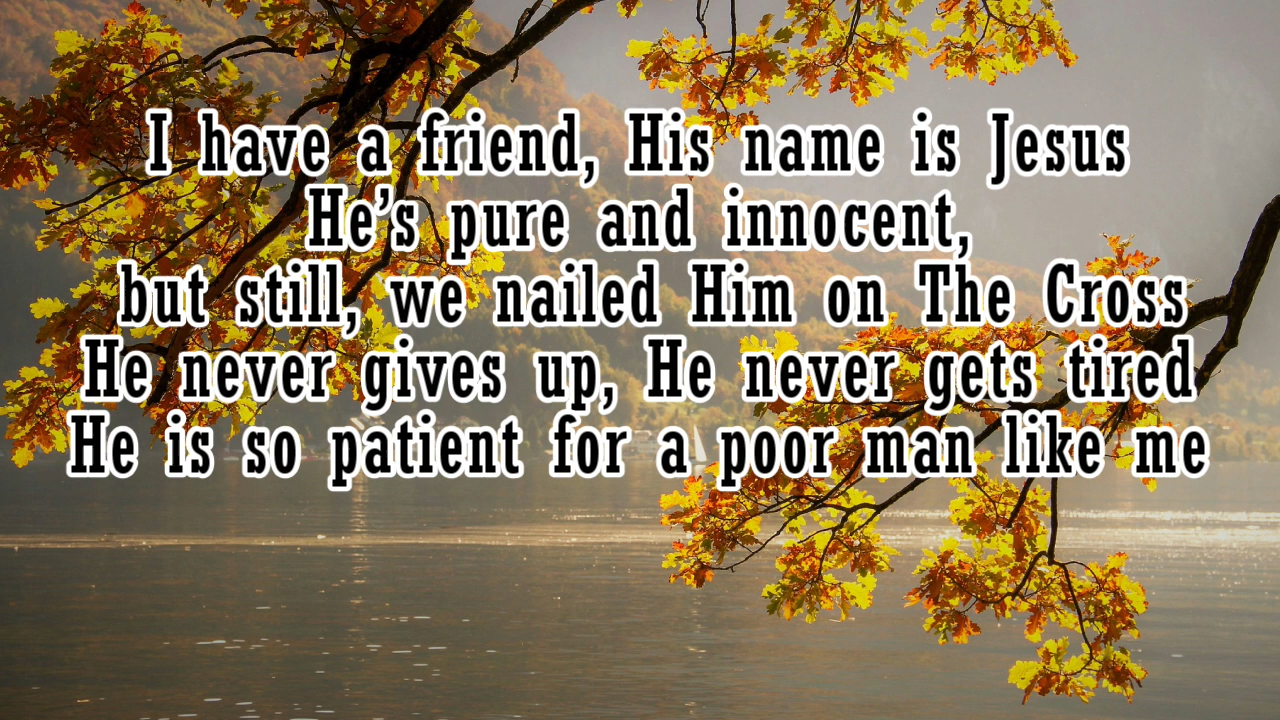 I have a friend, His name is Jesus
He's pure and innocent,
but still, we nailed Him on The Cross
He never gives up, He never gets tired
He is so patient for a poor man like me